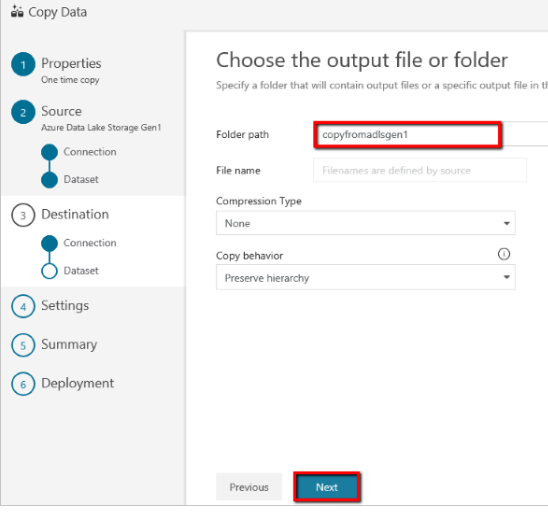 Copy Data
1 Properties
One time copy
2 Source
Azure Data Lake Storage Gen1
Connection
Dataset
3 Destination
Connection
Dataset
4 Settings
5 Summary
6 Deployment
Choose the output file or folder
Specify a folder that will contain output files or a specific output file in
Folder path copyfromadlsgen1
File name Filenames are defined by source
Compression Type
None
Copy behavior
Preserve hierarchy
Previous Next